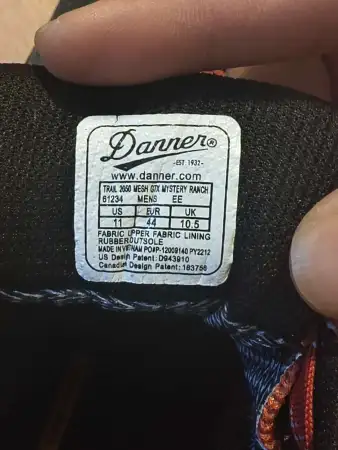 Danner®
-EST 1932-
www.danner.com
TRAIL 2650 MESH GTX MYSTERY RANCH
61234 MENS EE
US EUR UK
11 44 10.5
FABRIC UPPER FABRIC LINING
RUBBER OUTSOLE
MADE IN VIETNAM PO#P-12009140 PY2212
US Design Patent: D943910
Canadian Design Patent: 163756